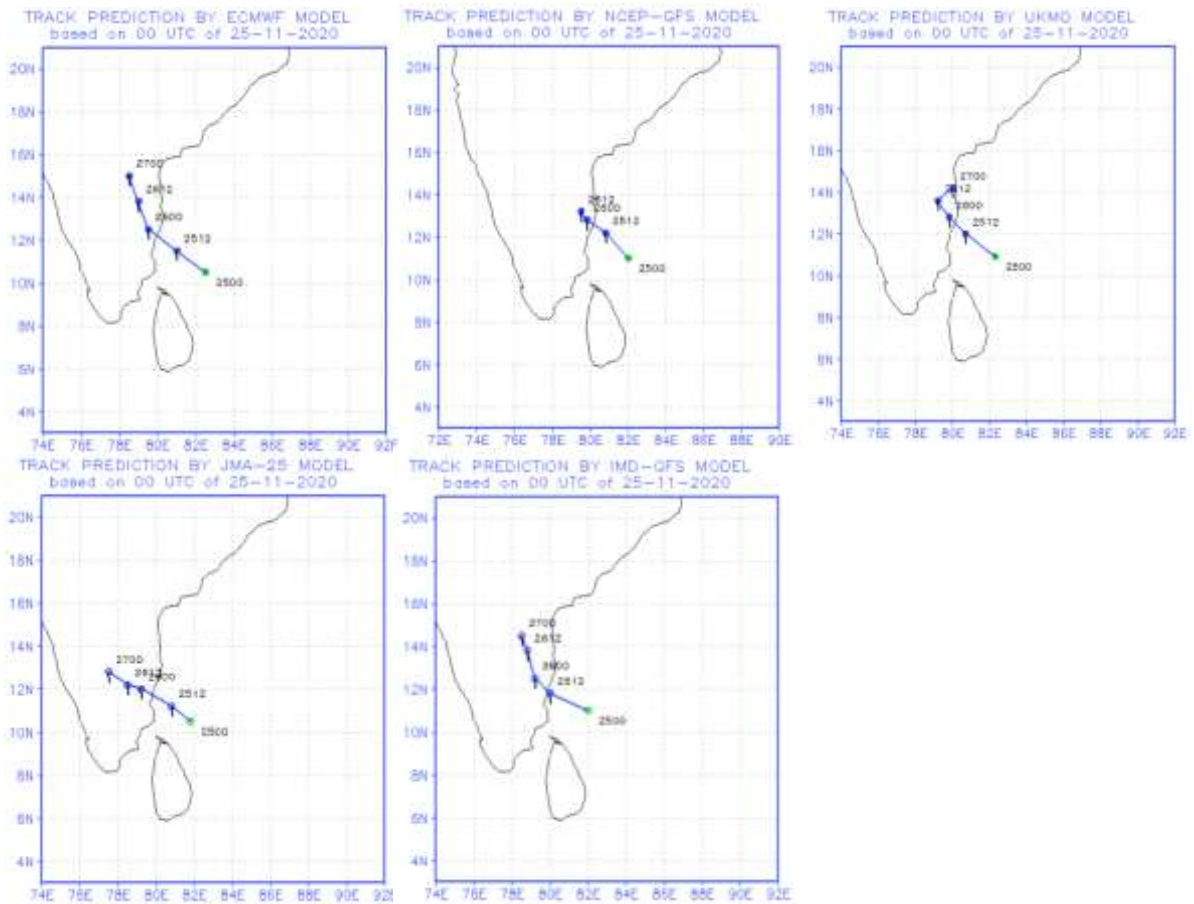 TRACK PREDICTION BY ECMWF MODEL
based on 00 UTC of 25-11-2020
20N
18N
16N
14N
12N
10N
8N
6N
4N
2700
2612
2600
2512
2500
74E 76E 78E 80E 82E 84E 86E 88E 90E 92E
TRACK PREDICTION BY NCEP-GFS MODEL
based on 00 UTC of 25-11-2020
20N
18N
16N
14N
12N
10N
8N
6N
4N
2612
2600
2512
2500
72E 74E 76E 78E 80E 82E 84E 86E 88E 90E
TRACK PREDICTION BY UKMO MODEL
based on 00 UTC of 25-11-2020
20N
18N
16N
14N
12N
10N
8N
6N
4N
2700
2612
2600
2512
2500
74E 76E 78E 80E 82E 84E 86E 88E 90E 92E
TRACK PREDICTION BY JMA-25 MODEL
based on 00 UTC of 25-11-2020
20N
18N
16N
14N
12N
10N
8N
6N
4N
2700
2612
2600
2512
2500
74E 76E 78E 80E 82E 84E 86E 88E 90E 92E
TRACK PREDICTION BY IMD-GFS MODEL
based on 00 UTC of 25-11-2020
20N
18N
16N
14N
12N
10N
8N
6N
4N
2700
2612
2600
2512
2500
74E 76E 78E 80E 82E 84E 86E 88E 90E 92E